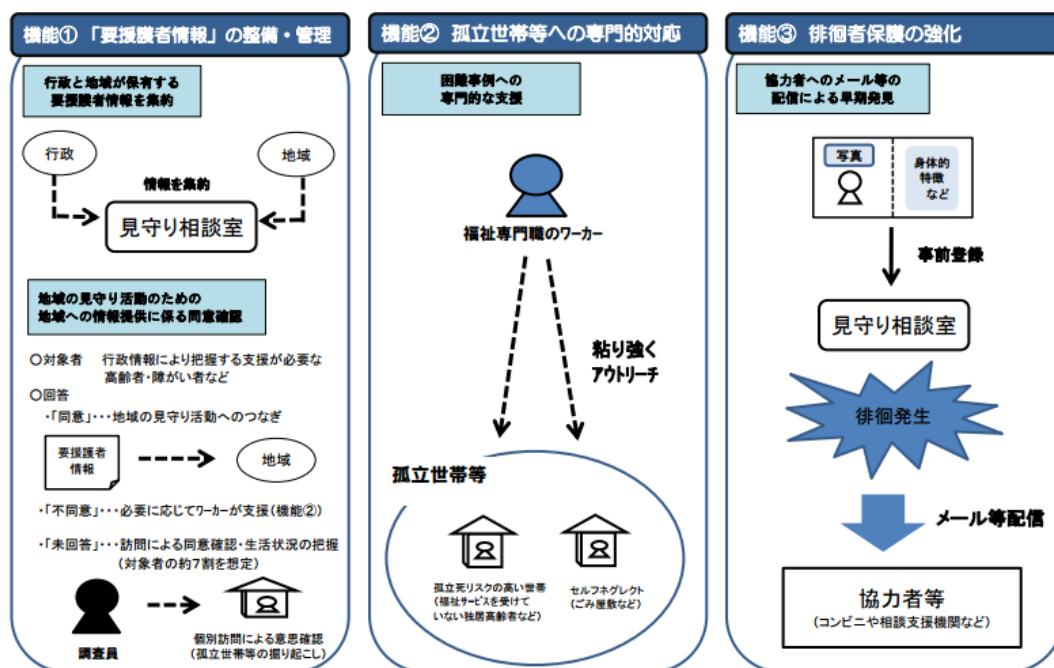 機能① 「要援護者情報」の整備・管理
行政と地域が保有する
要援護者情報を集約
行政
地域
情報を集約
見守り相談室
地域の見守り活動のための
地域への情報提供に係る同意確認
○対象者 行政情報により把握する支援が必要な
高齢者・障がい者など
○回答
・「同意」・・・地域の見守り活動へのつなぎ
要援護者
情報
地域
・「不同意」・・・必要に応じてワーカーが支援(機能②)
・「未回答」・・・訪問による同意確認・生活状況の把握
(対象者の約7割を想定)
調査員
個別訪問による意思確認
(孤立世帯等の掘り起こし)
機能② 孤立世帯等への専門的対応
困難事例への
専門的な支援
福祉専門職のワーカー
粘り強く
アウトリーチ
孤立世帯等
孤立死リスクの高い世帯
(福祉サービスを受けて
いない独居高齢者など)
セルフネグレクト
(ごみ屋敷など)
機能③ 徘徊者保護の強化
協力者へのメール等の
配信による早期発見
写真
身体的
特徴
など
事前登録
見守り相談室
徘徊発生
メール等配信
協力者等
(コンビニや相談支援機関など)